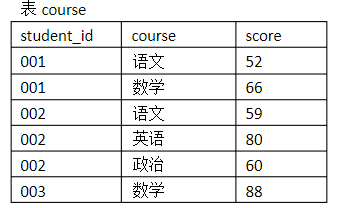 表 course
student_id course score
001 语文 52
001 数学 66
002 语文 59
002 英语 80
002 政治 60
003 数学 88